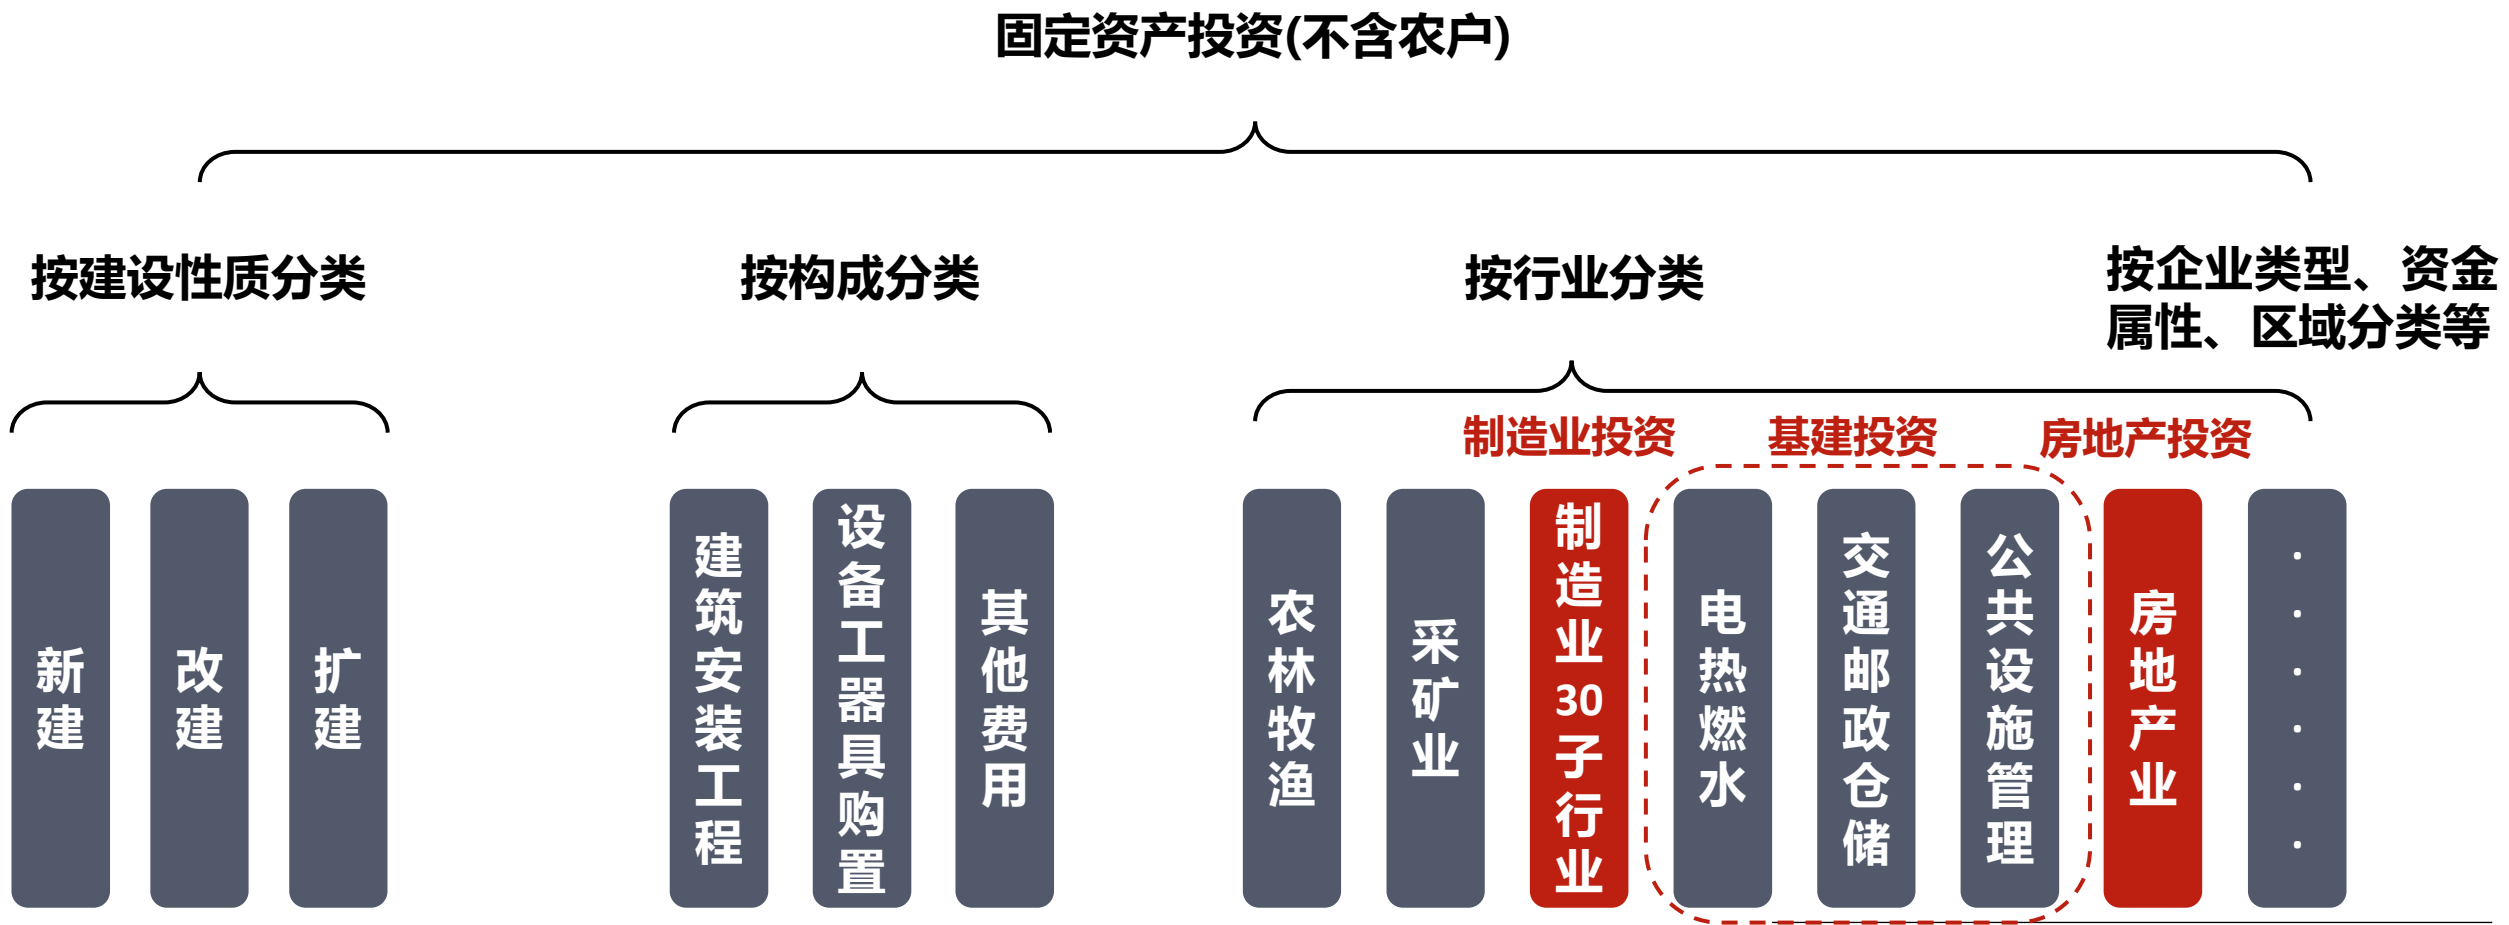 固定资产投资(不含农户)
按建设性质分类
按构成分类
按行业分类
按企业类型、资金
属性、区域分类等
制造业投资
基建投资
房地产投资
新建
改建
扩建
建筑安装工程
设备工器具购置
其他费用
农林牧渔
采矿业
制造业30子行业
电热燃水
交运邮政仓储
公共设施管理
房地产业
......